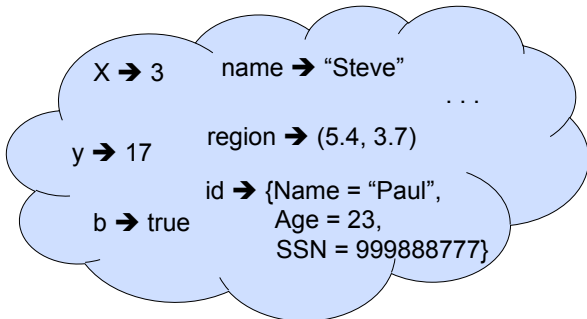 X ➔ 3
name ➔ “Steve”
. . .
y ➔ 17
region ➔ (5.4, 3.7)
id ➔ {Name = “Paul”,
b ➔ true
Age = 23,
SSN = 999888777}